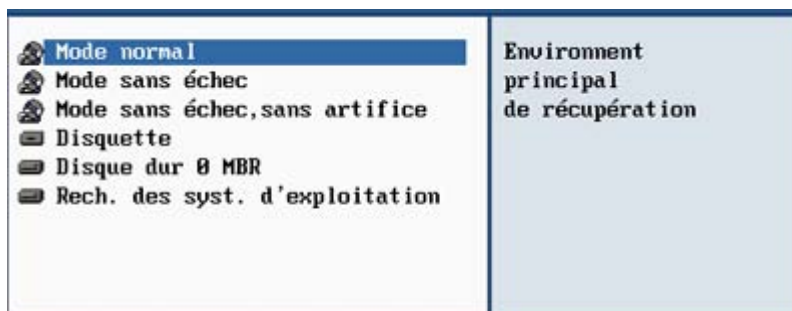 Mode normal
Mode sans échec
Mode sans échec,sans artifice
Disquette
Disque dur 0 MBR
Rech. des syst. d'exploitation
Environment
principal
de récupération